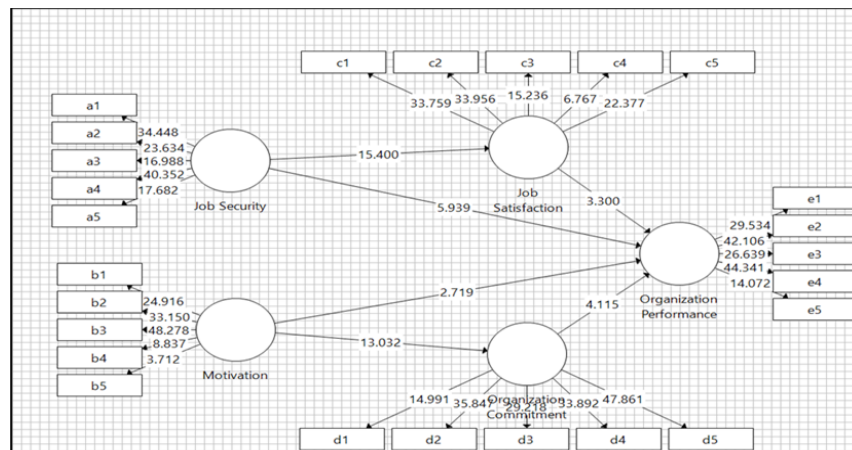 c1
c2
c3
c4
c5
33.759
33.956
15.236
6.767
22.377
a1
a2
a3
a4
a5
34.448
23.634
16.988
40.352
17.682
Job Security
15.400
Job
Satisfaction
5.939
3.300
e1
e2
e3
e4
e5
29.534
42.106
26.639
44.341
14.072
Organization
Performance
b1
b2
b3
b4
b5
24.916
33.150
48.278
8.837
3.712
Motivation
2.719
4.115
13.032
Organization
Commitment
14.991
35.847
29.218
33.892
47.861
d1
d2
d3
d4
d5